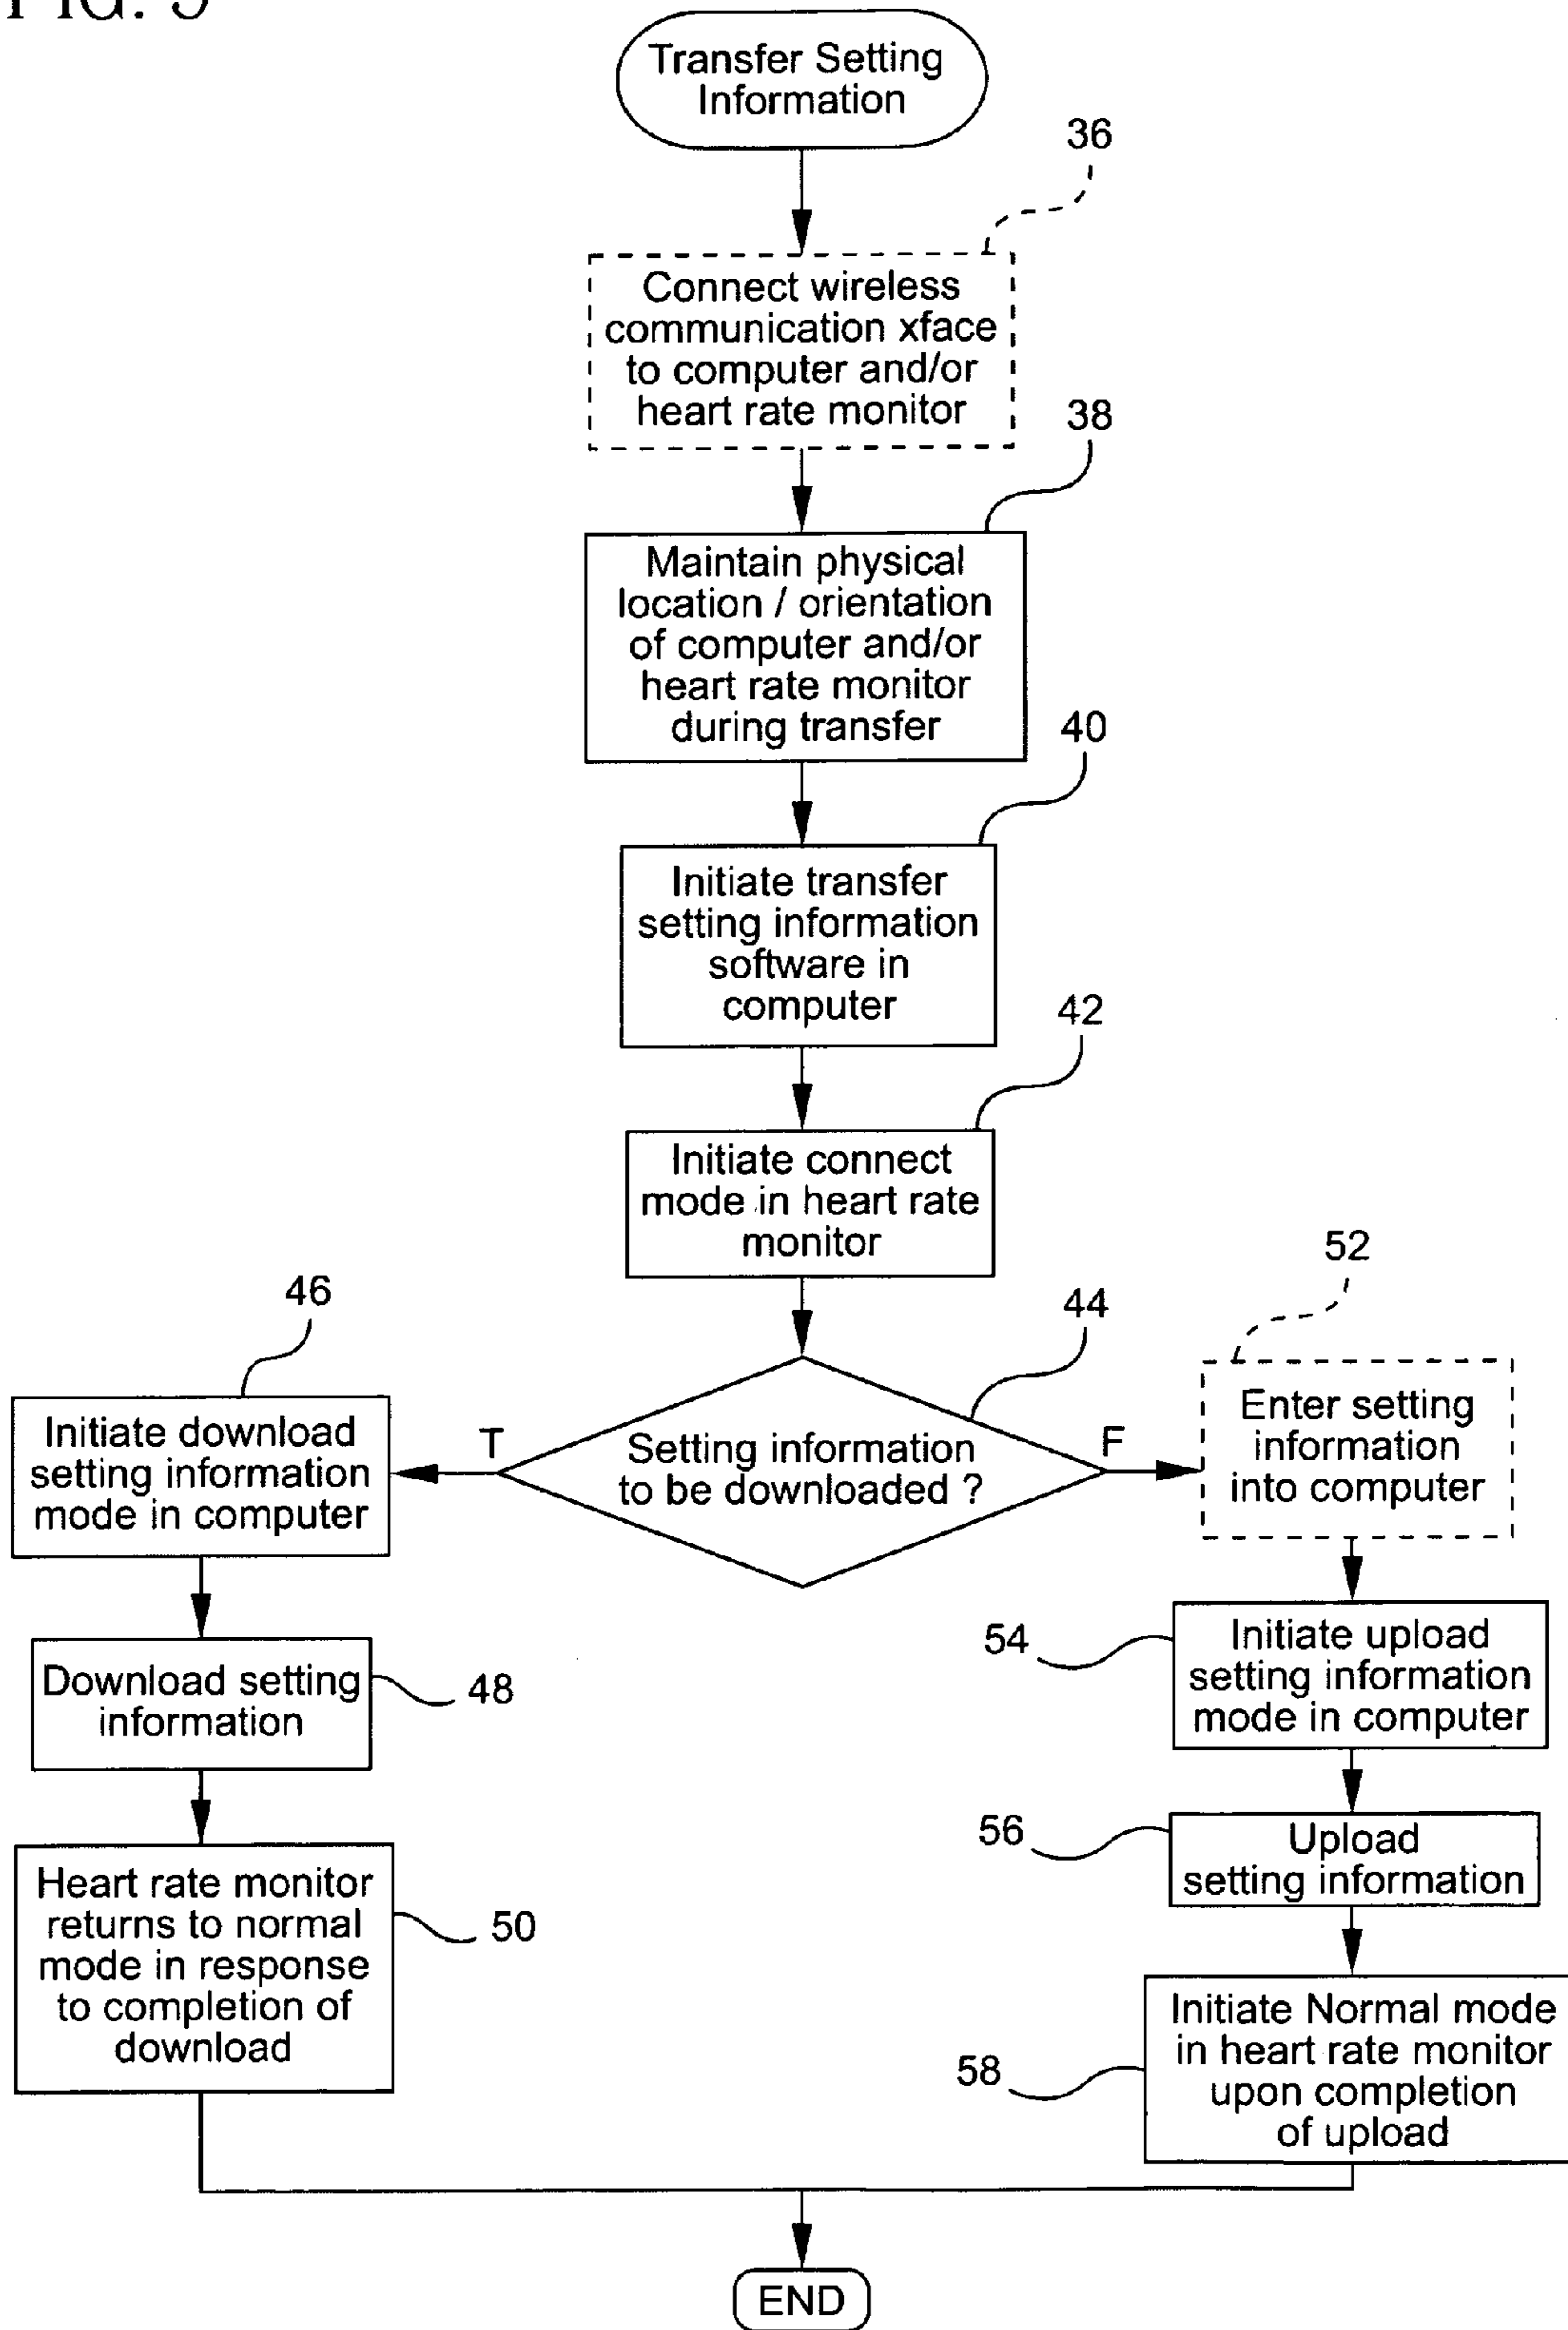 FIG. 5
Transfer Setting
Information
36
Connect wireless
communication xface
to computer and/or
heart rate monitor
38
Maintain physical
location / orientation
of computer and/or
heart rate monitor
during transfer
40
Initiate transfer
setting information
software in
computer
42
Initiate connect
mode in heart rate
monitor
44
Setting information
to be downloaded ?
T
F
46
Initiate download
setting information
mode in computer
48
Download setting
information
50
Heart rate monitor
returns to normal
mode in response
to completion of
download
52
Enter setting
information
into computer
54
Initiate upload
setting information
mode in computer
56
Upload
setting information
58
Initiate Normal mode
in heart rate monitor
upon completion
of upload
END